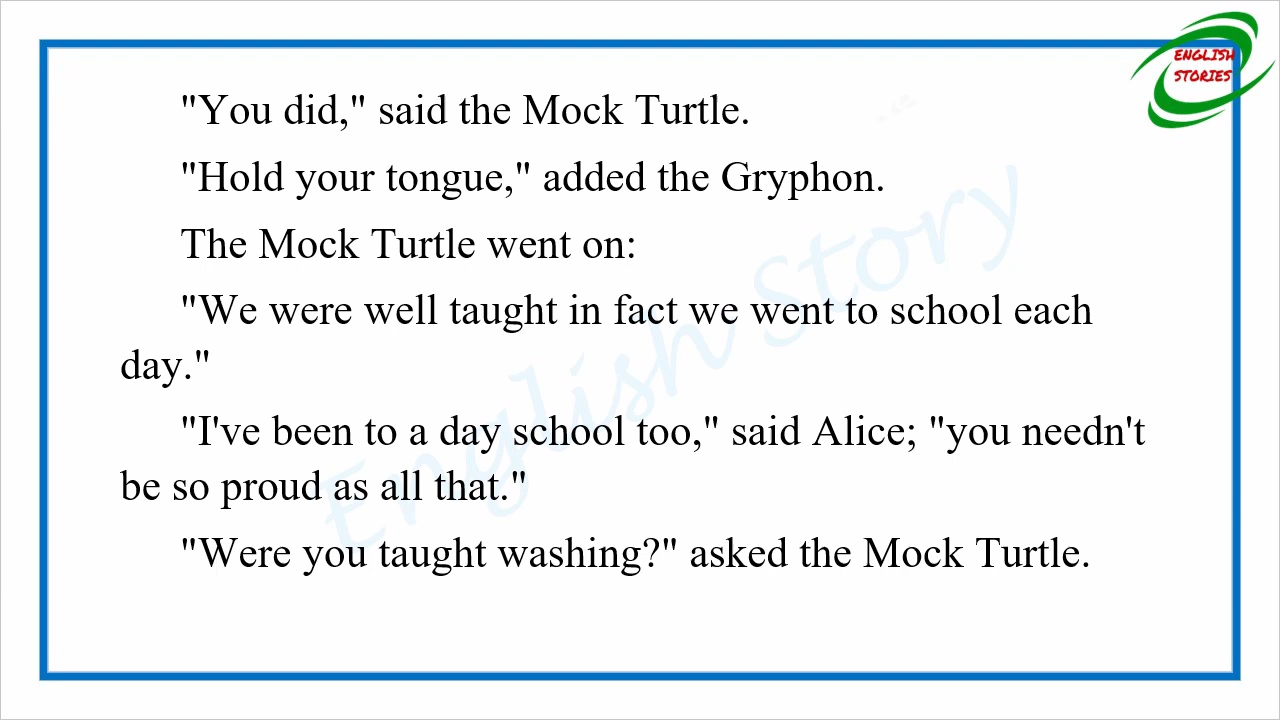 ENGLISH
STORIES
"You did," said the Mock Turtle.
"Hold your tongue," added the Gryphon.
The Mock Turtle went on:
"We were well taught in fact we went to school each
day."
"I've been to a day school too," said Alice; "you needn't
be so proud as all that."
"Were you taught washing?" asked the Mock Turtle.
English Story